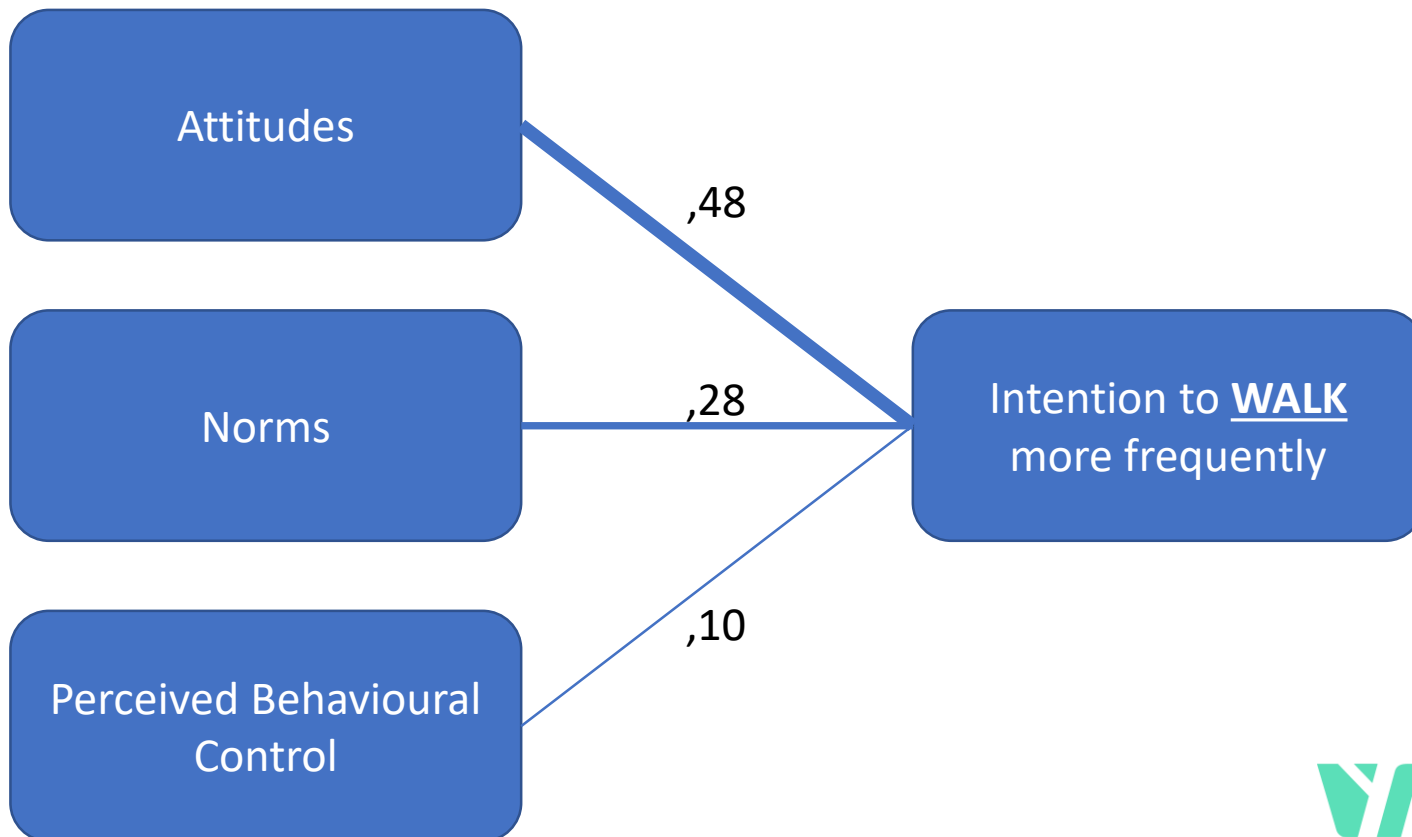 Attitudes
,48
Norms
,28
Intention to WALK
more frequently
,10
Perceived Behavioural
Control